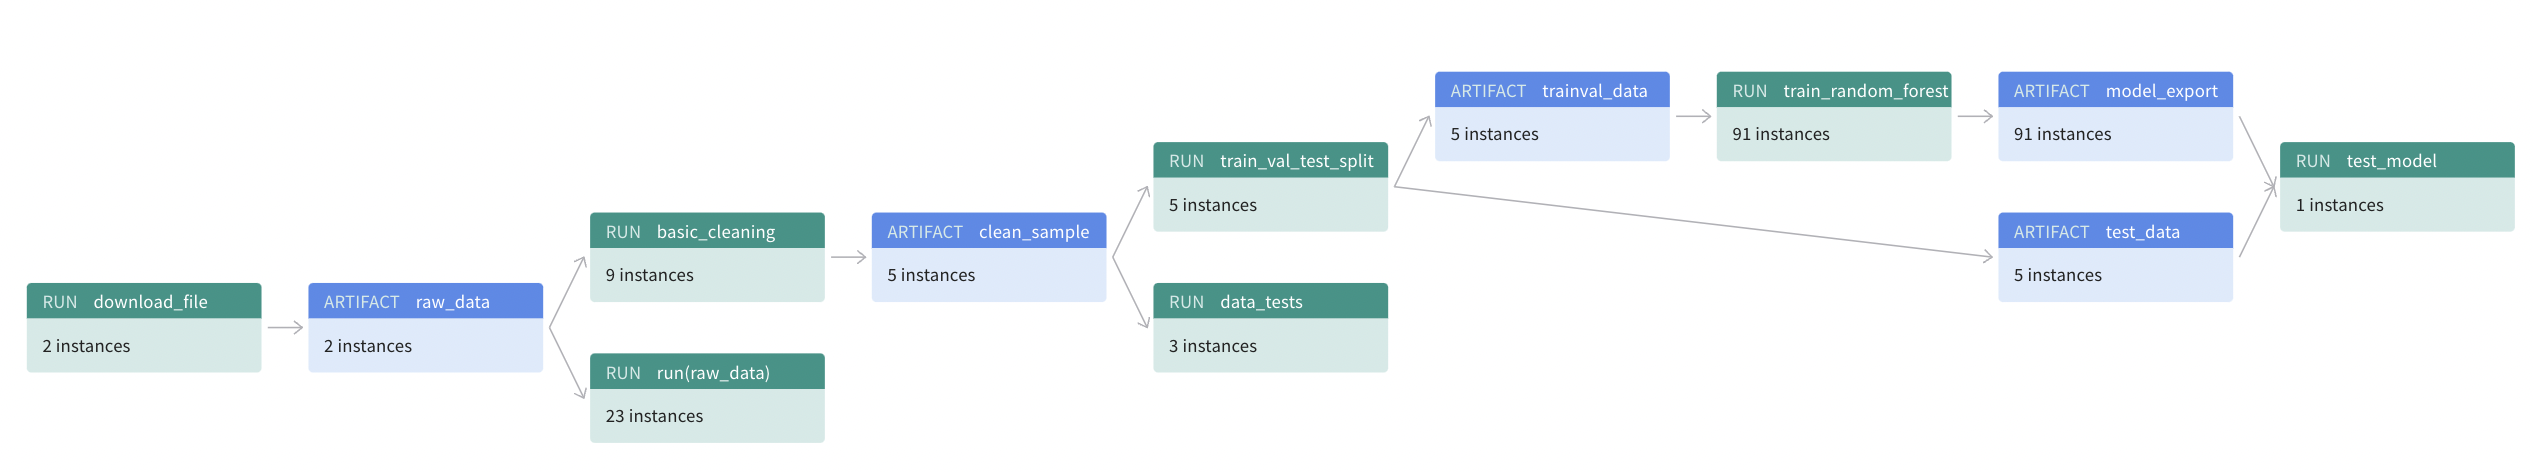 RUN download_file
2 instances
ARTIFACT raw_data
2 instances
RUN basic_cleaning
9 instances
RUN run(raw_data)
23 instances
ARTIFACT clean_sample
5 instances
RUN train_val_test_split
5 instances
RUN data_tests
3 instances
ARTIFACT trainval_data
5 instances
RUN train_random_forest
91 instances
ARTIFACT model_export
91 instances
ARTIFACT test_data
5 instances
RUN test_model
1 instances